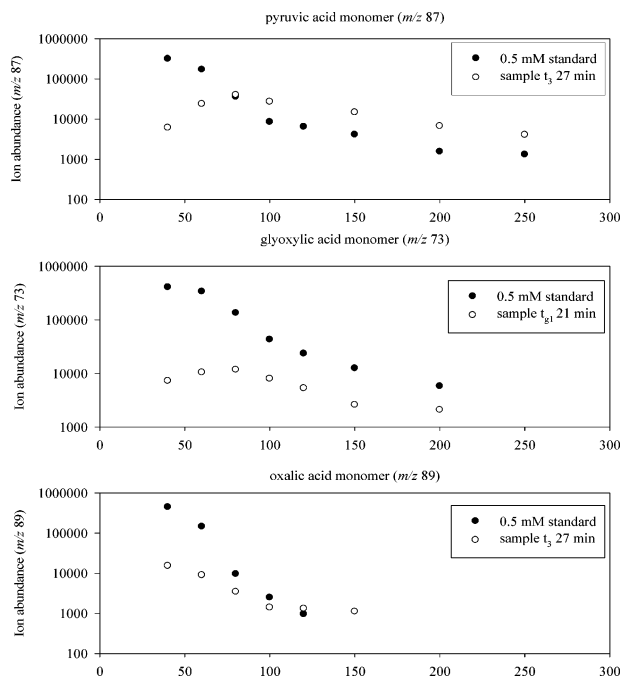 pyruvic acid monomer (m/z 87)
Ion abundance (m/z 87)
1000000
100000
10000
1000
100
0 50 100 150 200 250 300
0.5 mM standard
sample t3 27 min
glyoxylic acid monomer (m/z 73)
Ion abundance (m/z 73)
1000000
100000
10000
1000
0 50 100 150 200 250 300
0.5 mM standard
sample tg1 21 min
oxalic acid monomer (m/z 89)
Ion abundance (m/z 89)
1000000
100000
10000
1000
100
0 50 100 150 200 250 300
0.5 mM standard
sample t3 27 min